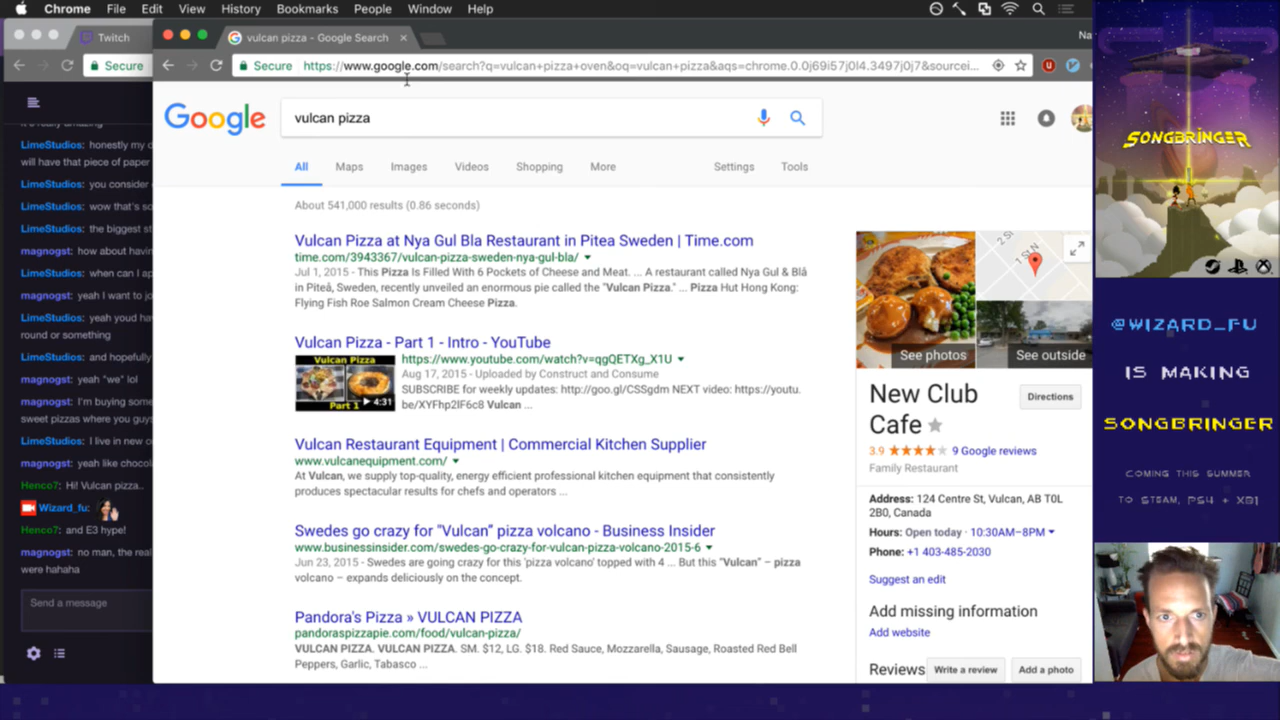 Chrome File Edit View History Bookmarks People Window Help
Twitch
vulcan pizza - Google Search
Na
Secure
Secure https://www.google.com/search?q=vulcan+pizza+oven&oq=vulcan+pizza&aqs=chrome.0.0j69i57j0l4.3497j0j7&sourcei...
Google
vulcan pizza
All Maps Images Videos Shopping More Settings Tools
About 541,000 results (0.86 seconds)
Vulcan Pizza at Nya Gul Bla Restaurant in Pitea Sweden | Time.com
time.com/3943367/vulcan-pizza-sweden-nya-gul-bla/
Jul 1, 2015 - This Pizza Is Filled With 6 Pockets of Cheese and Meat. ... A restaurant called Nya Gul & Blå
in Piteå, Sweden, recently unveiled an enormous pie called the "Vulcan Pizza." ... Pizza Hut Hong Kong:
Flying Fish Roe Salmon Cream Cheese Pizza.
Vulcan Pizza - Part 1 - Intro - YouTube
Vulcan Pizza
Part 1
4:31
https://www.youtube.com/watch?v=qgQETXg_X1U
Aug 17, 2015 - Uploaded by Construct and Consume
SUBSCRIBE for weekly updates: http://goo.gl/CSSgdm NEXT video: https://youtu.
be/XYFhp2lF6c8 Vulcan ...
Vulcan Restaurant Equipment | Commercial Kitchen Supplier
www.vulcanequipment.com/
At Vulcan, we supply top-quality, energy efficient professional kitchen equipment that consistently
produces spectacular results for chefs and operators ...
Swedes go crazy for "Vulcan" pizza volcano - Business Insider
www.businessinsider.com/swedes-go-crazy-for-vulcan-pizza-volcano-2015-6
Jun 23, 2015 - Swedes are going crazy for this 'pizza volcano' topped with 4 ... But this "Vulcan" – pizza
volcano – expands deliciously on the concept.
Pandora's Pizza » VULCAN PIZZA
pandoraspizzapie.com/food/vulcan-pizza/
VULCAN PIZZA. VULCAN PIZZA. SM. $12, LG. $18. Red Sauce, Mozzarella, Sausage, Roasted Red Bell
Peppers, Garlic, Tabasco ...
See photos
See outside
New Club
Cafe
Directions
3.9 9 Google reviews
Family Restaurant
Address: 124 Centre St, Vulcan, AB T0L
2B0, Canada
Hours: Open today · 10:30AM–8PM
Phone: +1 403-485-2030
Suggest an edit
Add missing information
Add website
Reviews Write a review Add a photo
LimeStudios: honestly my
will have that piece of paper
LimeStudios: you consider
LimeStudios: wow that's so
LimeStudios: the biggest st
magnogst: how about havin
magnogst: when can I ap
magnogst: yeah I want to jo
LimeStudios: yeah youd hav
round or something
LimeStudios: and hopefully
magnogst: yeah "we" lol
magnogst: I'm buying some
sweet pizzas where you guys
LimeStudios: I live in new o
magnogst: yeah like chocol
Henco7: Hi! Vulcan pizza..
Wizard_fu:
Henco7: and E3 hype!
magnogst: no man, the real
were hahaha
Send a message
SONGBRINGER
@WIZARD_FU
IS MAKING
SONGBRINGER
COMING THIS SUMMER
TO STEAM, PS4 + XB1